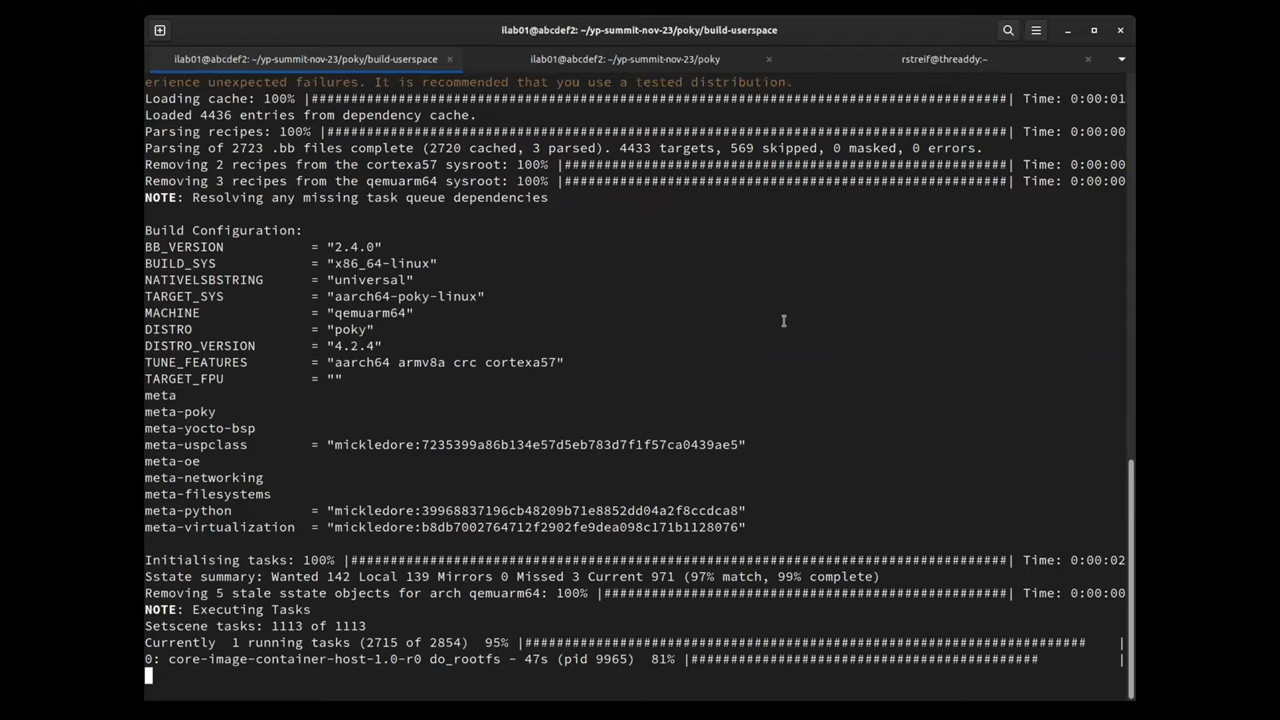 ilab01@abcdef2: ~/yp-summit-nov-23/poky/build-userspace
ilab01@abcdef2: ~/yp-summit-nov-23/poky/build-userspace × ilab01@abcdef2: ~/yp-summit-nov-23/poky × rstreif@threaddy:~ ×
erience unexpected failures. It is recommended that you use a tested distribution.
Loading cache: 100% |#####################################################################################| Time: 0:00:01
Loaded 4436 entries from dependency cache.
Parsing recipes: 100% |###################################################################################| Time: 0:00:00
Parsing of 2723 .bb files complete (2720 cached, 3 parsed). 4433 targets, 569 skipped, 0 masked, 0 errors.
Removing 2 recipes from the cortexa57 sysroot: 100% |#####################################################| Time: 0:00:00
Removing 3 recipes from the qemuarm64 sysroot: 100% |#####################################################| Time: 0:00:00
NOTE: Resolving any missing task queue dependencies
Build Configuration:
BB_VERSION           = "2.4.0"
BUILD_SYS            = "x86_64-linux"
NATIVELSBSTRING      = "universal"
TARGET_SYS           = "aarch64-poky-linux"
MACHINE              = "qemuarm64"
DISTRO               = "poky"
DISTRO_VERSION       = "4.2.4"
TUNE_FEATURES        = "aarch64 armv8a crc cortexa57"
TARGET_FPU           = ""
meta
meta-poky
meta-yocto-bsp
meta-uspclass        = "mickledore:7235399a86b134e57d5eb783d7f1f57ca0439ae5"
meta-oe
meta-networking
meta-filesystems
meta-python          = "mickledore:39968837196cb48209b71e8852dd04a2f8ccdca8"
meta-virtualization  = "mickledore:b8db7002764712f2902fe9dea098c171b1128076"
Initialising tasks: 100% |################################################################################| Time: 0:00:02
Sstate summary: Wanted 142 Local 139 Mirrors 0 Missed 3 Current 971 (97% match, 99% complete)
Removing 5 stale sstate objects for arch qemuarm64: 100% |################################################| Time: 0:00:00
NOTE: Executing Tasks
Setscene tasks: 1113 of 1113
Currently  1 running tasks (2715 of 2854)  95% |####################################################################    |
0: core-image-container-host-1.0-r0 do_rootfs - 47s (pid 9965)  81% |##########################################          |